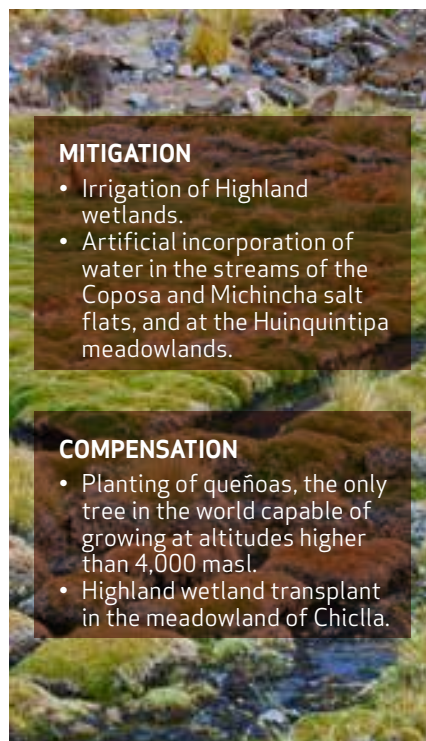 MITIGATION
• Irrigation of Highland
wetlands.
• Artificial incorporation of
water in the streams of the
Coposa and Michincha salt
flats, and at the Huinquintipa
meadowlands.
COMPENSATION
• Planting of queñoas, the only
tree in the world capable of
growing at altitudes higher
than 4,000 masl.
• Highland wetland transplant
in the meadowland of Chiclla.